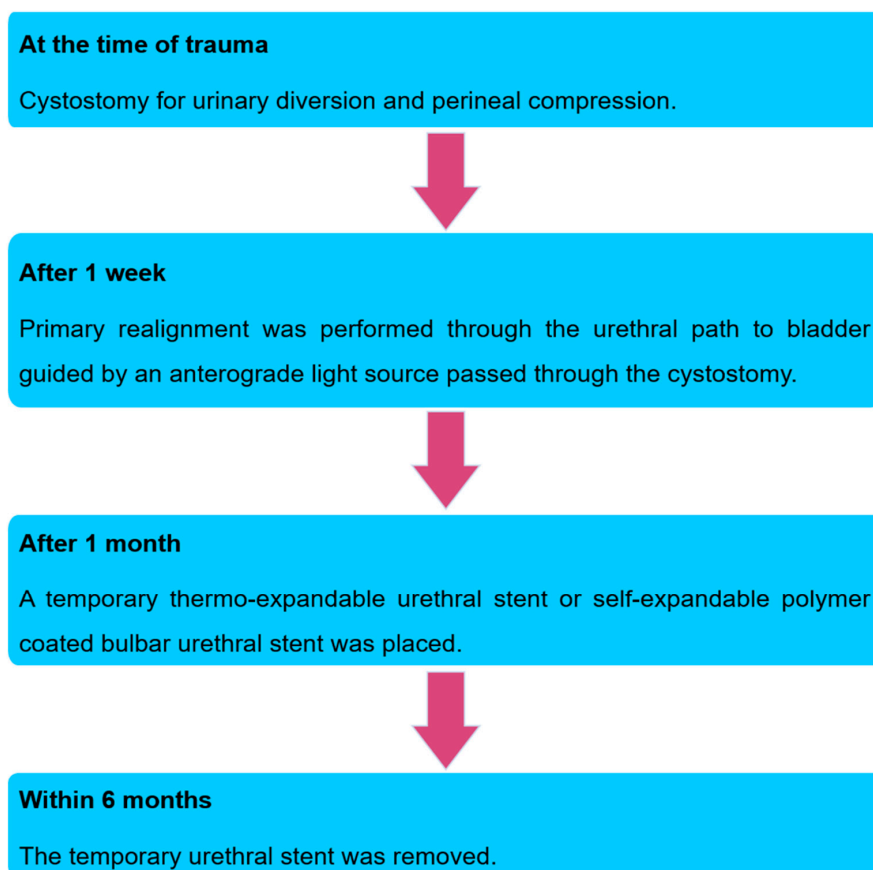 At the time of trauma
Cystostomy for urinary diversion and perineal compression.
After 1 week
Primary realignment was performed through the urethral path to bladder
guided by an anterograde light source passed through the cystostomy.
After 1 month
A temporary thermo-expandable urethral stent or self-expandable polymer
coated bulbar urethral stent was placed.
Within 6 months
The temporary urethral stent was removed.